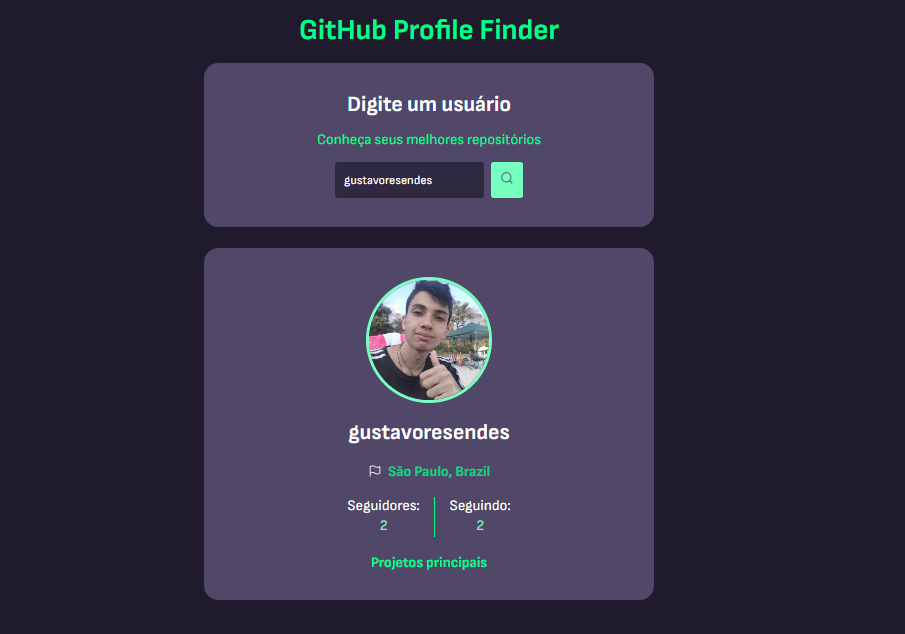 GitHub Profile Finder
Digite um usuário
Conheça seus melhores repositórios
gustavoresendes
gustavoresendes
São Paulo, Brazil
Seguidores: Seguindo:
2 2
Projetos principais